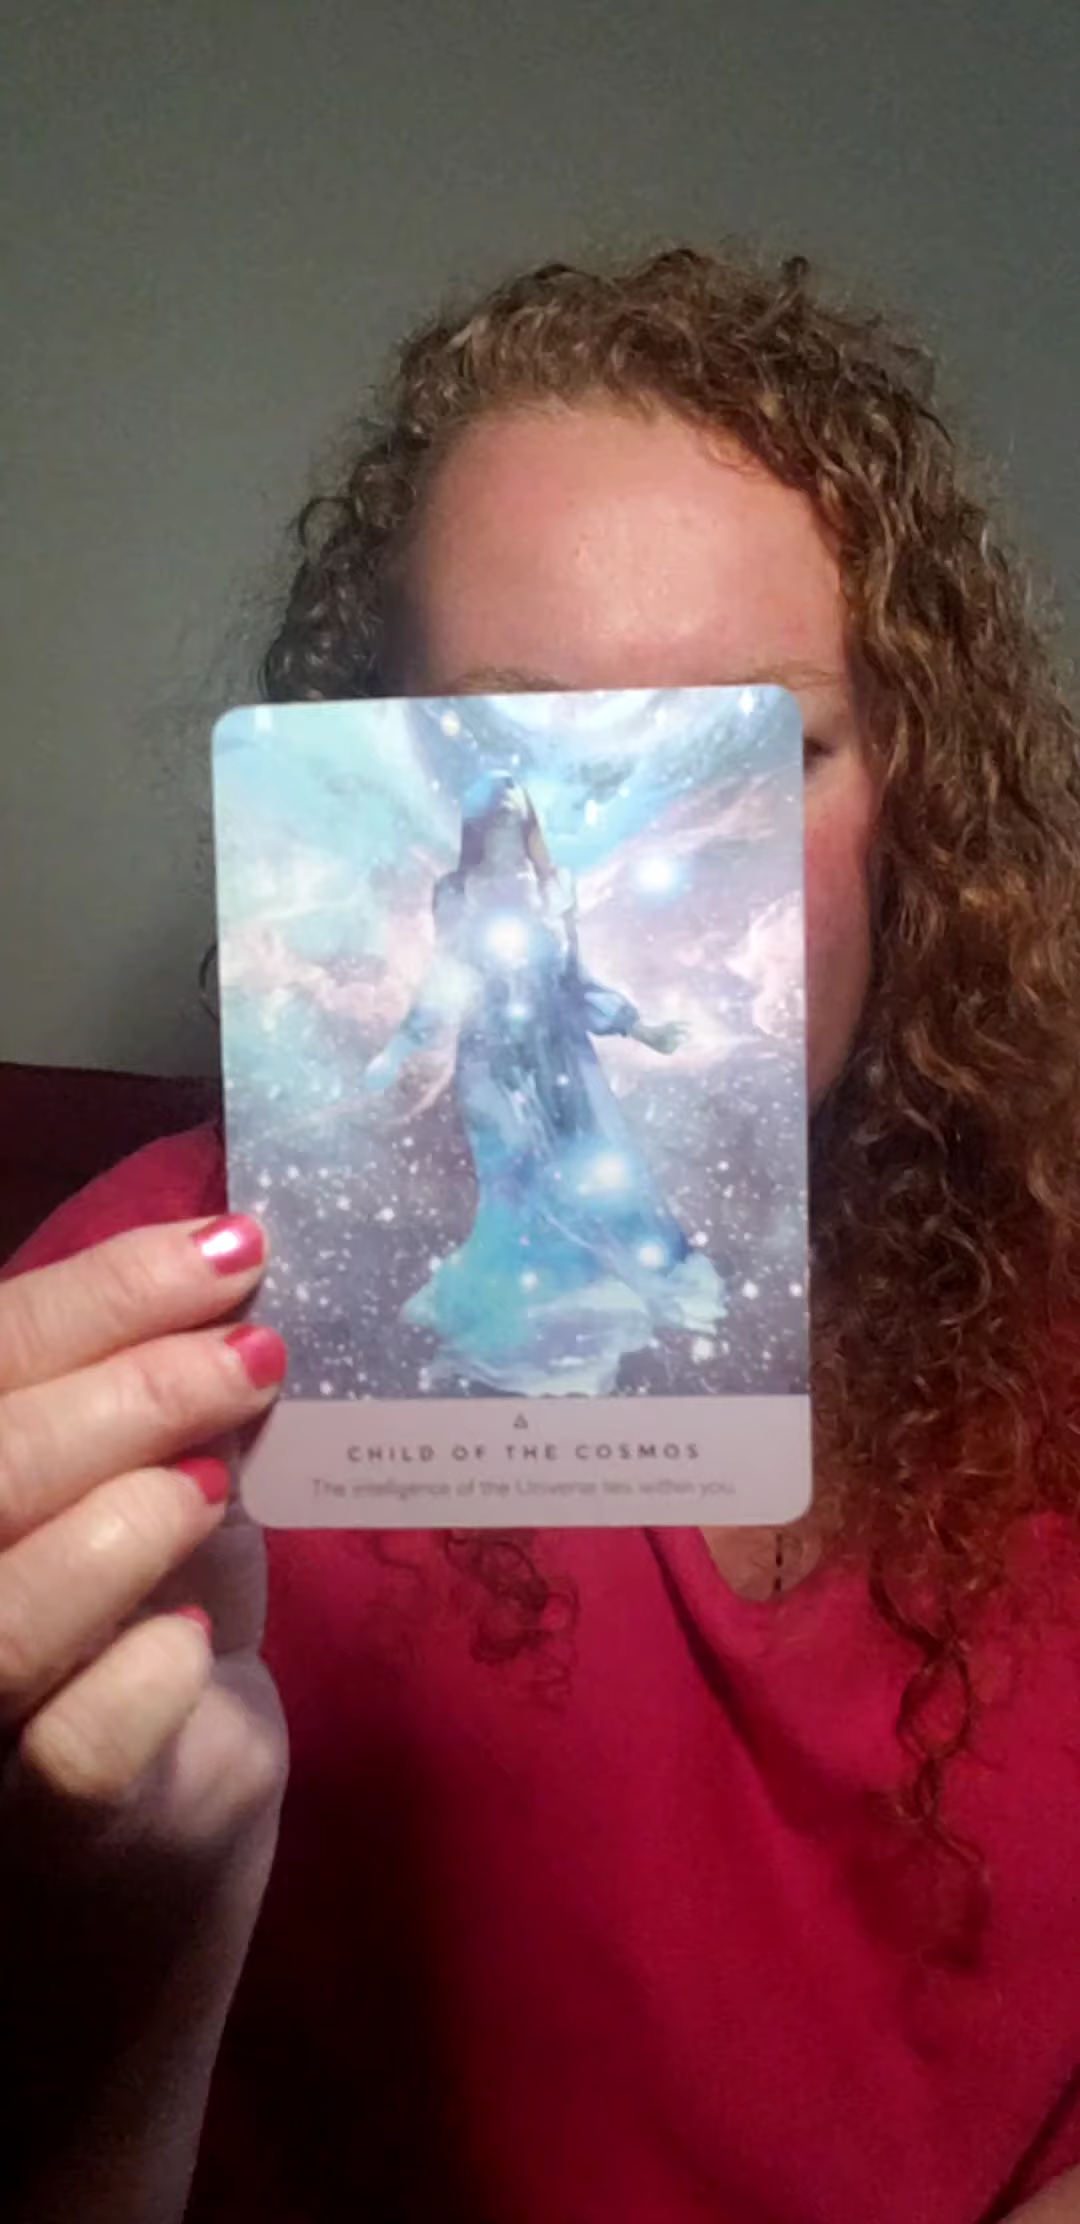 CHILD OF THE COSMOS
The intelligence of the Universe lies within you.